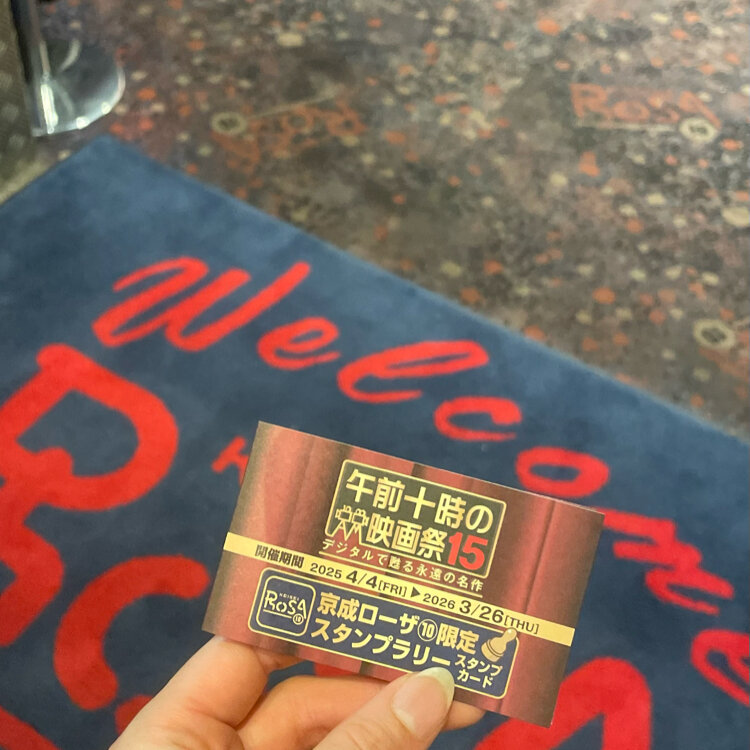 RoSA
Welcome
午前十時の
映画祭15
デジタルで甦る永遠の名作
開催期間 2025 4/4[FRI]▶2026 3/26[THU]
KEISEI
RoSA
10
京成ローザ⑩限定
スタンプラリー
スタンプ
カード